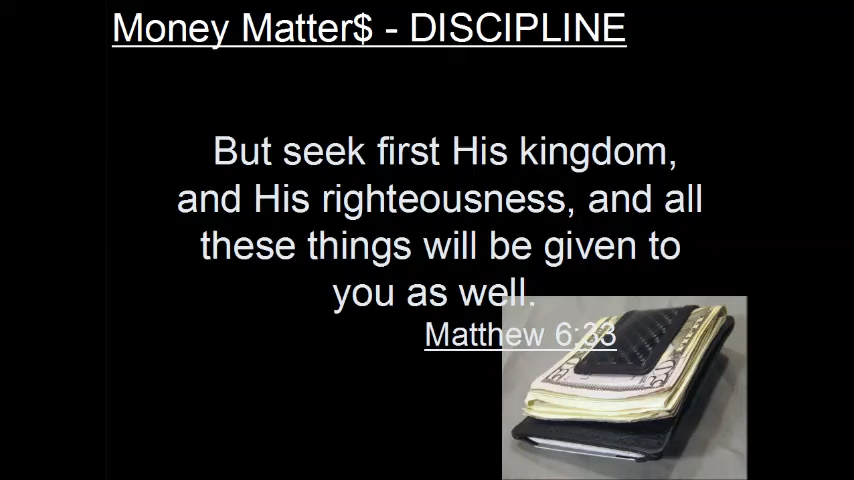 Money Matter$ - DISCIPLINE
But seek first His kingdom,
and His righteousness, and all
these things will be given to
you as well.
Matthew 6:33
50